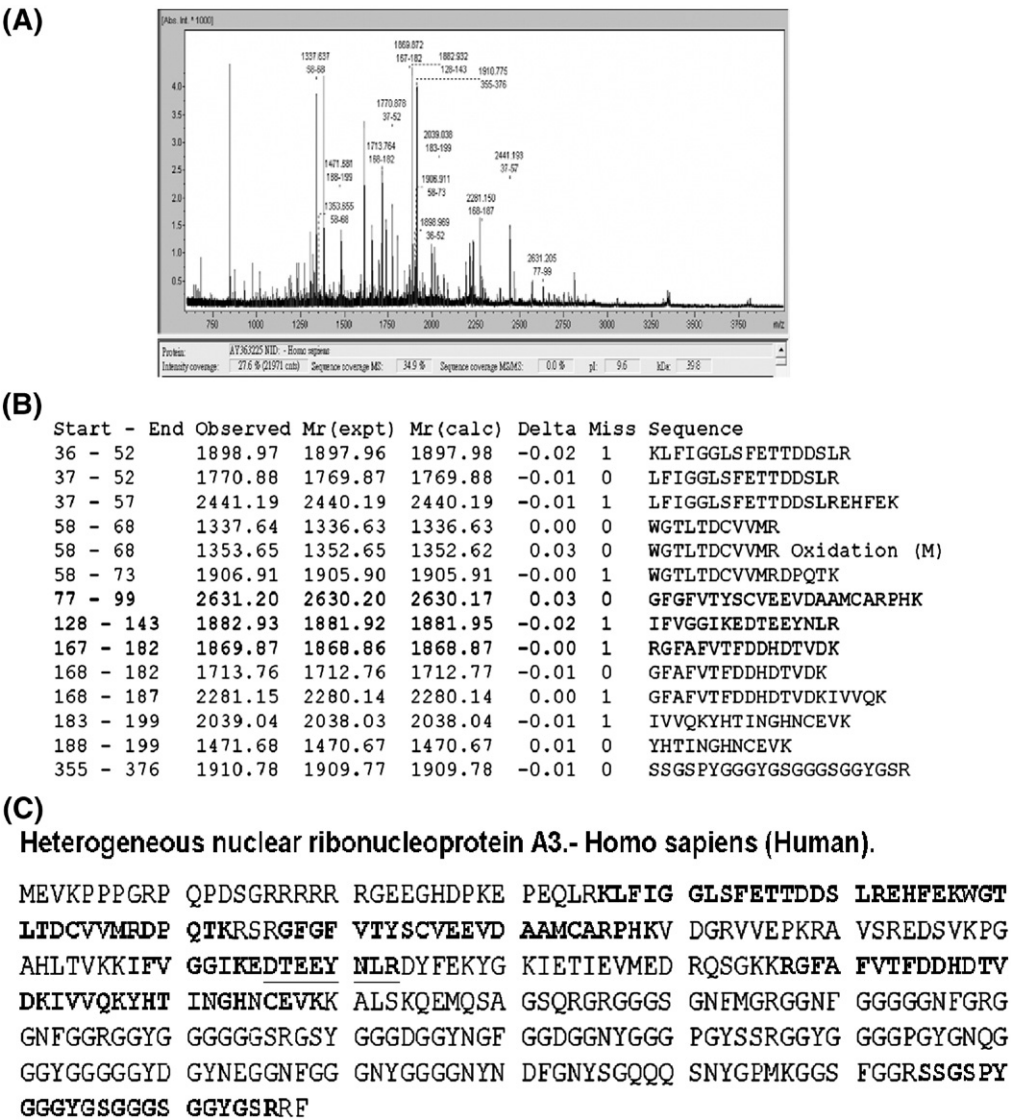 (A)
[Abs. Int. * 1000]
1869.872
167-182
1882.932
128-143
1337.637
58-68
1910.775
355-376
1770.878
37-52
2039.038
183-199
1713.764
168-182
2441.193
37-57
1471.681
188-199
1906.911
58-73
1353.655
58-68
2281.150
168-187
1898.969
36-52
2631.205
77-99
4.0
3.5
3.0
2.5
2.0
1.5
1.0
0.5
750 1000 1250 1500 1750 2000 2250 2500 2750 3000 3250 3500 3750 m/z
Protein: AY363225 NID: - Homo sapiens
Intensity coverage: 27.6 % (21971 cnts) Sequence coverage MS: 34.9 % Sequence coverage MS/MS: 0.0 % pI: 9.6 kDa: 39.8
(B)
Start - End Observed Mr(expt) Mr(calc) Delta Miss Sequence
36 - 52 1898.97 1897.96 1897.98 -0.02 1 KLFIGGLSFETTDDSLR
37 - 52 1770.88 1769.87 1769.88 -0.01 0 LFIGGLSFETTDDSLR
37 - 57 2441.19 2440.19 2440.19 -0.01 1 LFIGGLSFETTDDSLREHFEK
58 - 68 1337.64 1336.63 1336.63 0.00 0 WGTLTDCVVMR
58 - 68 1353.65 1352.65 1352.62 0.03 0 WGTLTDCVVMR Oxidation (M)
58 - 73 1906.91 1905.90 1905.91 -0.00 1 WGTLTDCVVMRDPQTK
77 - 99 2631.20 2630.20 2630.17 0.03 0 GFGFVTYSCVEEVDAAMCARPHK
128 - 143 1882.93 1881.92 1881.95 -0.02 1 IFVGGIKEDTEEYNLR
167 - 182 1869.87 1868.86 1868.87 -0.00 1 RGFAFVTFDDHDTVDK
168 - 182 1713.76 1712.76 1712.77 -0.01 0 GFAFVTFDDHDTVDK
168 - 187 2281.15 2280.14 2280.14 0.00 1 GFAFVTFDDHDTVDKIVVQK
183 - 199 2039.04 2038.03 2038.04 -0.01 1 IVVQKYHTINGHNCEVK
188 - 199 1471.68 1470.67 1470.67 0.01 0 YHTINGHNCEVK
355 - 376 1910.78 1909.77 1909.78 -0.01 0 SSGSPYGGGYGSGGGSGGYGSR
(C)
Heterogeneous nuclear ribonucleoprotein A3.- Homo sapiens (Human).
MEVKPPPGRP QPDSGRRRRR RGEEGHDPKE PEQLRKLFIG GLSFETTDDS LREHFEKWGT
LTDCVVMRDP QTKRSRGFGF VTYSCVEEVD AAMCARPHKV DGRVVEPKRA VSREDSVKPG
AHLTVKKIFV GGIKEDTEEY NLRDYFEKYG KIETIEVMED RQSGKKRGFA FVTFDDHDTV
DKIVVQKYHT INGHNCEVKK ALSKQEMQSA GSQRGRGGGS GNFMGRGGNF GGGGGNFGRG
GNFGGRGGYG GGGGGSRGSY GGGDGGYNGF GGDGGNYGGG PGYSSRGGYG GGGPGYGNQG
GGYGGGGGYD GYNEGGNFGG GNYGGGGNYN DFGNYSGQQQ SNYGPMKGGS FGGRSSGSPY
GGGYGSGGGS GGYGSRRF